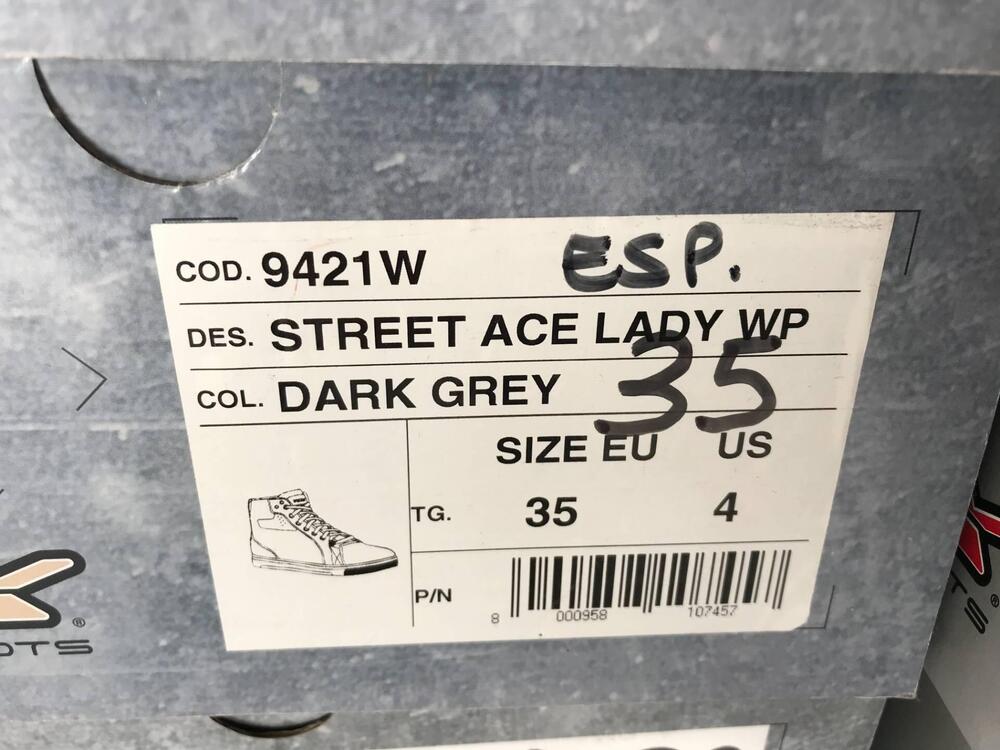 COD. 9421W ESP.
DES. STREET ACE LADY WP
35
COL. DARK GREY
SIZE EU US
TG. 35 4
P/N
8 000958 107457